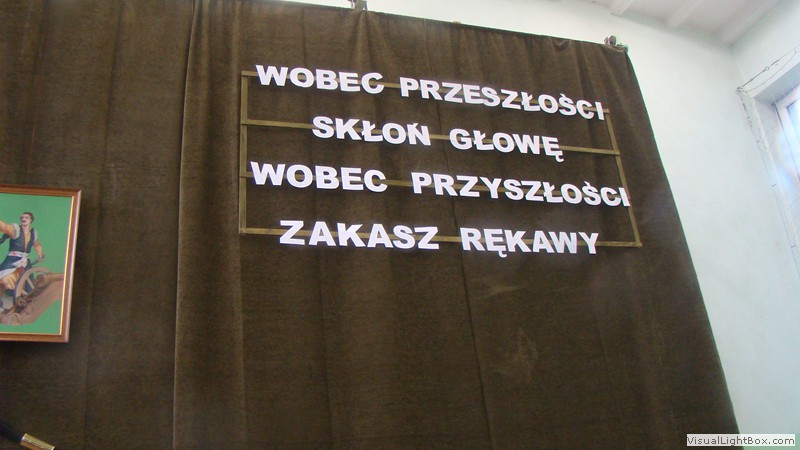 WOBEC PRZESZŁOŚCI
SKŁOŃ GŁOWĘ
WOBEC PRZYSZŁOŚCI
ZAKASZ RĘKAWY
VisualLightBox.com